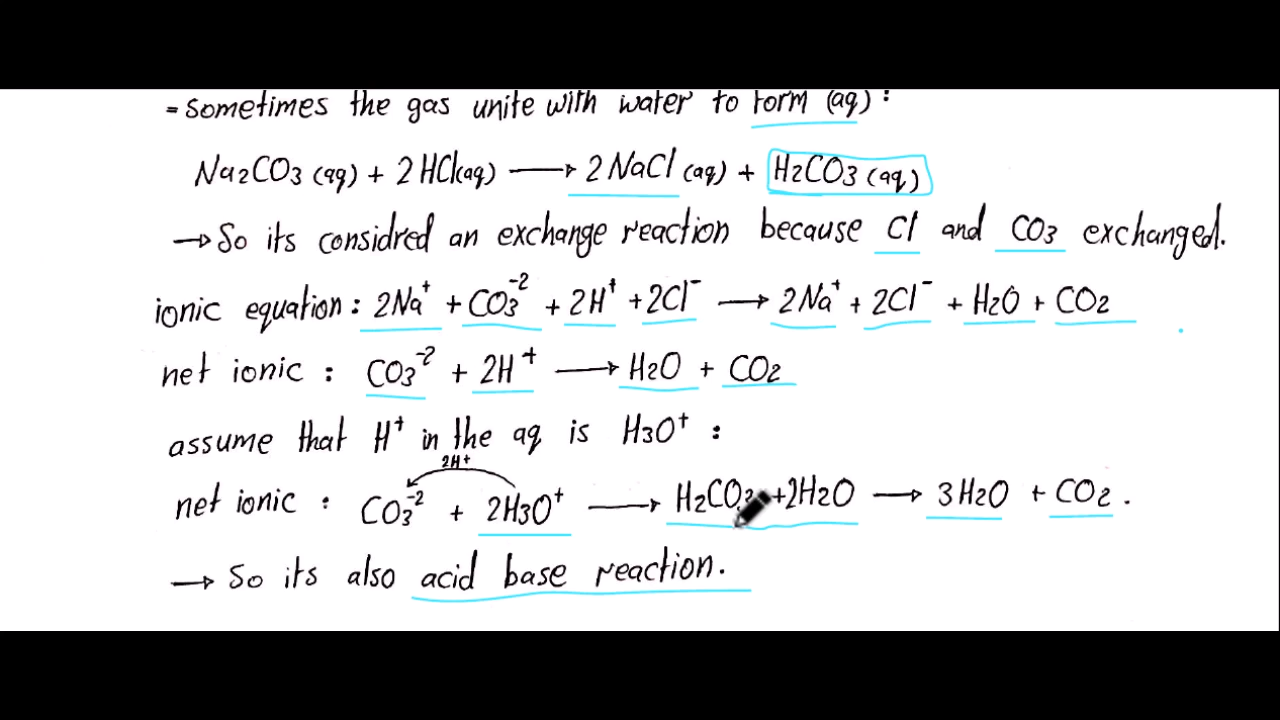 = sometimes the gas unite with water to form (aq) :
Na2CO3 (aq) + 2 HCl(aq) ⟶ 2 NaCl (aq) + H2CO3 (aq)
→ So its considred an exchange reaction because Cl and CO3 exchanged.
ionic equation : 2Na⁺ + CO3⁻² + 2H⁺ + 2Cl⁻ ⟶ 2Na⁺ + 2Cl⁻ + H2O + CO2
net ionic : CO3⁻² + 2H⁺ ⟶ H2O + CO2
assume that H⁺ in the aq is H3O⁺ :
2H⁺
net ionic : CO3⁻² + 2H3O⁺ ⟶ H2CO3 + 2H2O ⟶ 3H2O + CO2 .
→ So its also acid base reaction.